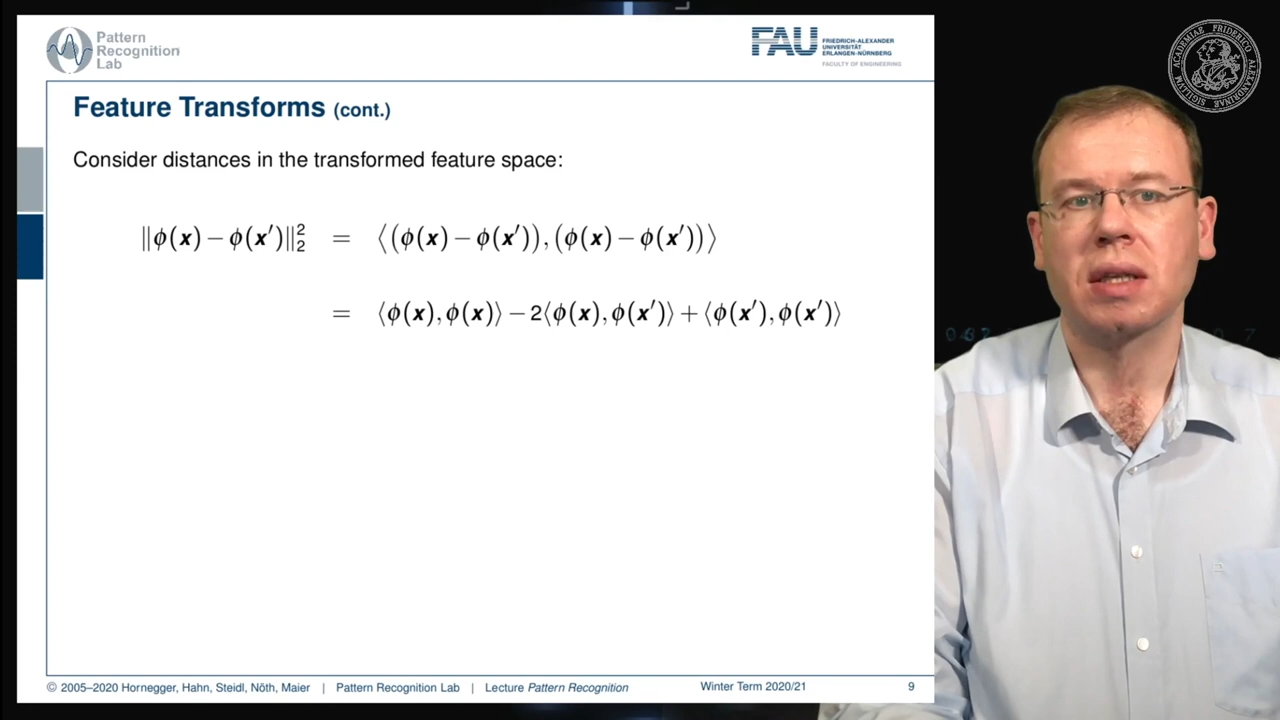 Pattern
Recognition
Lab
FAU
FRIEDRICH-ALEXANDER
UNIVERSITÄT
ERLANGEN-NÜRNBERG
FACULTY OF ENGINEERING
Feature Transforms (cont.)
Consider distances in the transformed feature space:
‖ϕ(x) − ϕ(x′)‖₂² = ⟨(ϕ(x) − ϕ(x′)), (ϕ(x) − ϕ(x′))⟩
= ⟨ϕ(x), ϕ(x)⟩ − 2⟨ϕ(x), ϕ(x′)⟩ + ⟨ϕ(x′), ϕ(x′)⟩
© 2005–2020 Hornegger, Hahn, Steidl, Nöth, Maier | Pattern Recognition Lab | Lecture Pattern Recognition Winter Term 2020/21 9